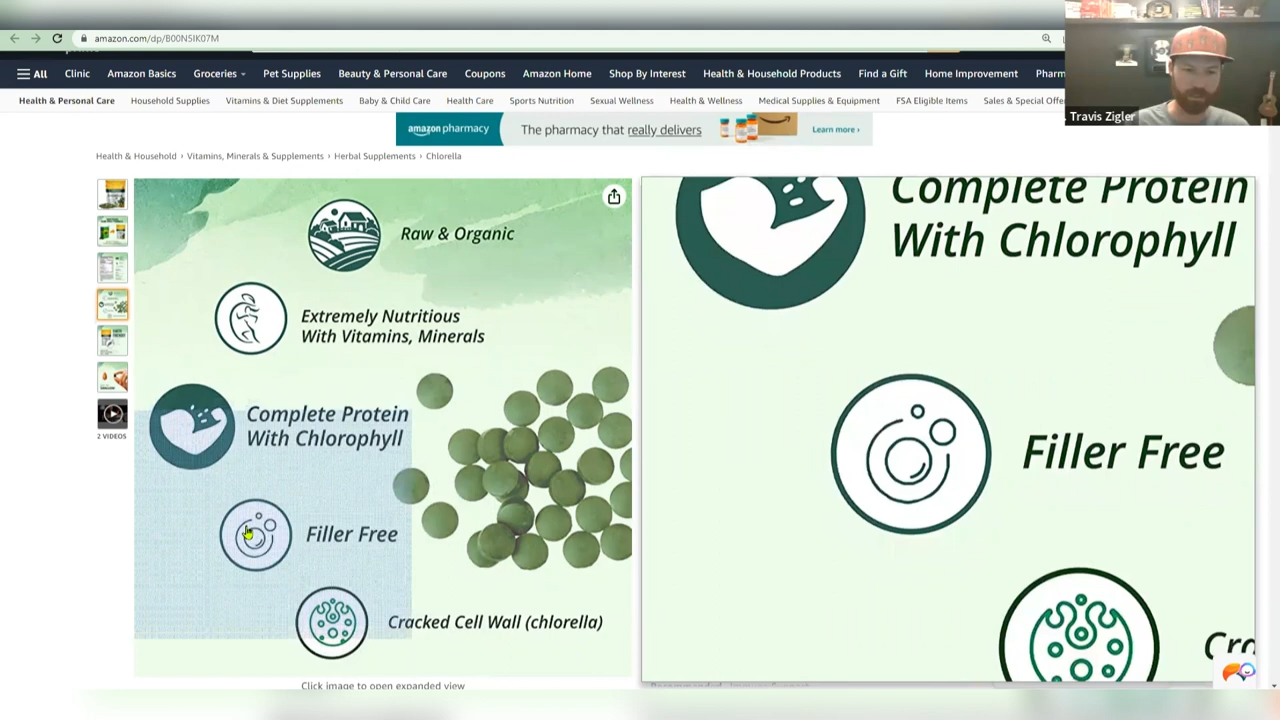 amazon.com/dp/B00N5IK07M
All Clinic Amazon Basics Groceries Pet Supplies Beauty & Personal Care Coupons Amazon Home Shop By Interest Health & Household Products Find a Gift Home Improvement Pharm
Health & Personal Care Household Supplies Vitamins & Diet Supplements Baby & Child Care Health Care Sports Nutrition Sexual Wellness Health & Wellness Medical Supplies & Equipment FSA Eligible Items Sales & Special Offe
Travis Zigler
amazon pharmacy The pharmacy that really delivers Learn more ›
Health & Household › Vitamins, Minerals & Supplements › Herbal Supplements › Chlorella
Raw & Organic
Extremely Nutritious
With Vitamins, Minerals
Complete Protein
With Chlorophyll
Filler Free
Cracked Cell Wall (chlorella)
2 VIDEOS
Click image to open expanded view
Complete Protein
With Chlorophyll
Filler Free
Cra